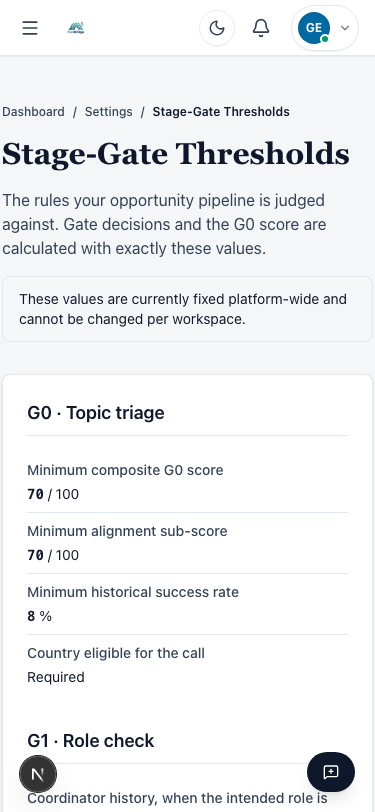 GE
Dashboard / Settings / Stage-Gate Thresholds
Stage-Gate Thresholds
The rules your opportunity pipeline is judged
against. Gate decisions and the G0 score are
calculated with exactly these values.
These values are currently fixed platform-wide and
cannot be changed per workspace.
G0 · Topic triage
Minimum composite G0 score
70 / 100
Minimum alignment sub-score
70 / 100
Minimum historical success rate
8 %
Country eligible for the call
Required
G1 · Role check
N
Coordinator history, when the intended role is